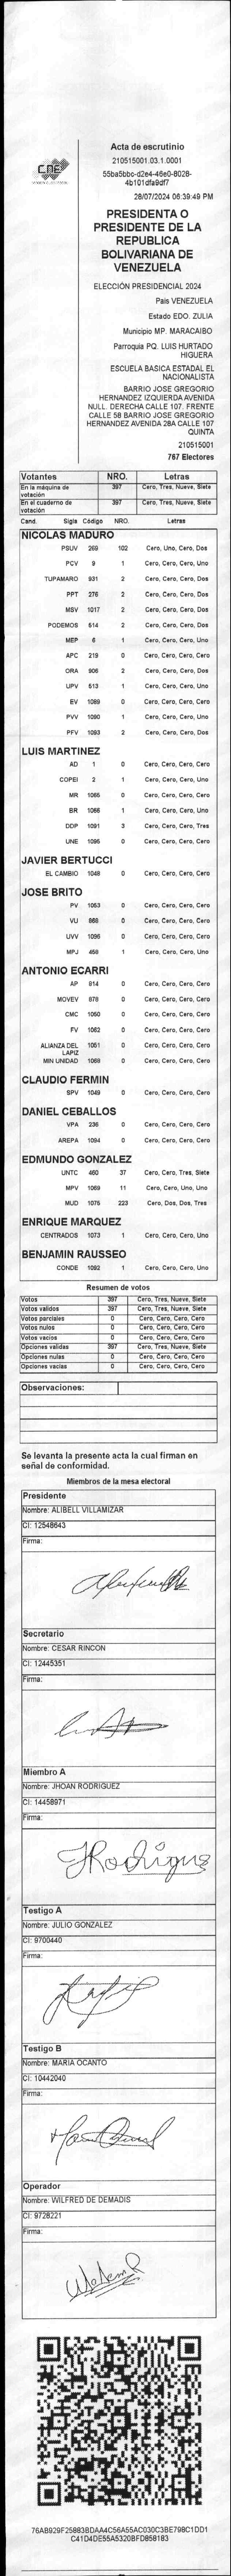 Acta de escrutinio
210515001.03.1.0001
55ba5bbc-d2e4-46e0-8028-
4b101dfa9df7
28/07/2024 06:39:49 PM
CNE
PRESIDENTA O
PRESIDENTE DE LA
REPUBLICA
BOLIVARIANA DE
VENEZUELA
ELECCIÓN PRESIDENCIAL 2024
Pais VENEZUELA
Estado EDO. ZULIA
Municipio MP. MARACAIBO
Parroquia PQ. LUIS HURTADO
HIGUERA
ESCUELA BASICA ESTADAL EL
NACIONALISTA
BARRIO JOSE GREGORIO
HERNANDEZ IZQUIERDA AVENIDA
NULL. DERECHA CALLE 107. FRENTE
CALLE 58 BARRIO JOSE GREGORIO
HERNANDEZ AVENIDA 28A CALLE 107
QUINTA
210515001
767 Electores
Votantes NRO. Letras
En la máquina de votación 397 Cero, Tres, Nueve, Siete
En el cuaderno de votación 397 Cero, Tres, Nueve, Siete
Cand. Sigla Código NRO. Letras
NICOLAS MADURO
PSUV 269 102 Cero, Uno, Cero, Dos
PCV 9 1 Cero, Cero, Cero, Uno
TUPAMARO 931 2 Cero, Cero, Cero, Dos
PPT 276 2 Cero, Cero, Cero, Dos
MSV 1017 2 Cero, Cero, Cero, Dos
PODEMOS 614 2 Cero, Cero, Cero, Dos
MEP 6 1 Cero, Cero, Cero, Uno
APC 219 0 Cero, Cero, Cero, Cero
ORA 906 2 Cero, Cero, Cero, Dos
UPV 613 1 Cero, Cero, Cero, Uno
EV 1089 0 Cero, Cero, Cero, Cero
PVV 1090 1 Cero, Cero, Cero, Uno
PFV 1093 2 Cero, Cero, Cero, Dos
LUIS MARTINEZ
AD 1 0 Cero, Cero, Cero, Cero
COPEI 2 1 Cero, Cero, Cero, Uno
MR 1065 0 Cero, Cero, Cero, Cero
BR 1066 1 Cero, Cero, Cero, Uno
DDP 1091 3 Cero, Cero, Cero, Tres
UNE 1095 0 Cero, Cero, Cero, Cero
JAVIER BERTUCCI
EL CAMBIO 1048 0 Cero, Cero, Cero, Cero
JOSE BRITO
PV 1053 0 Cero, Cero, Cero, Cero
VU 868 0 Cero, Cero, Cero, Cero
UVV 1096 0 Cero, Cero, Cero, Cero
MPJ 458 1 Cero, Cero, Cero, Uno
ANTONIO ECARRI
AP 914 0 Cero, Cero, Cero, Cero
MOVEV 878 0 Cero, Cero, Cero, Cero
CMC 1050 0 Cero, Cero, Cero, Cero
FV 1062 0 Cero, Cero, Cero, Cero
ALIANZA DEL LAPIZ 1051 0 Cero, Cero, Cero, Cero
MIN UNIDAD 1068 0 Cero, Cero, Cero, Cero
CLAUDIO FERMIN
SPV 1049 0 Cero, Cero, Cero, Cero
DANIEL CEBALLOS
VPA 236 0 Cero, Cero, Cero, Cero
AREPA 1094 0 Cero, Cero, Cero, Cero
EDMUNDO GONZALEZ
UNTC 460 37 Cero, Cero, Tres, Siete
MPV 1069 11 Cero, Cero, Uno, Uno
MUD 1075 223 Cero, Dos, Dos, Tres
ENRIQUE MARQUEZ
CENTRADOS 1073 1 Cero, Cero, Cero, Uno
BENJAMIN RAUSSEO
CONDE 1092 1 Cero, Cero, Cero, Uno
Resumen de votos
Votos 397 Cero, Tres, Nueve, Siete
Votos validos 397 Cero, Tres, Nueve, Siete
Votos parciales 0 Cero, Cero, Cero, Cero
Votos nulos 0 Cero, Cero, Cero, Cero
Votos vacios 0 Cero, Cero, Cero, Cero
Opciones validas 397 Cero, Tres, Nueve, Siete
Opciones nulas 0 Cero, Cero, Cero, Cero
Opciones vacias 0 Cero, Cero, Cero, Cero
Observaciones:
Se levanta la presente acta la cual firman en
señal de conformidad.
Miembros de la mesa electoral
Presidente
Nombre: ALIBELL VILLAMIZAR
CI: 12548643
Firma:
Secretario
Nombre: CESAR RINCON
CI: 12445351
Firma:
Miembro A
Nombre: JHOAN RODRIGUEZ
CI: 14458971
Firma:
Testigo A
Nombre: JULIO GONZALEZ
CI: 9700440
Firma:
Testigo B
Nombre: MARIA OCANTO
CI: 10442040
Firma:
Operador
Nombre: WILFRED DE DEMADIS
CI: 9728221
Firma:
76AB929F25883BDAA4C56A55AC030C3BE798C1DD1
C41D4DE55A5320BFD858183